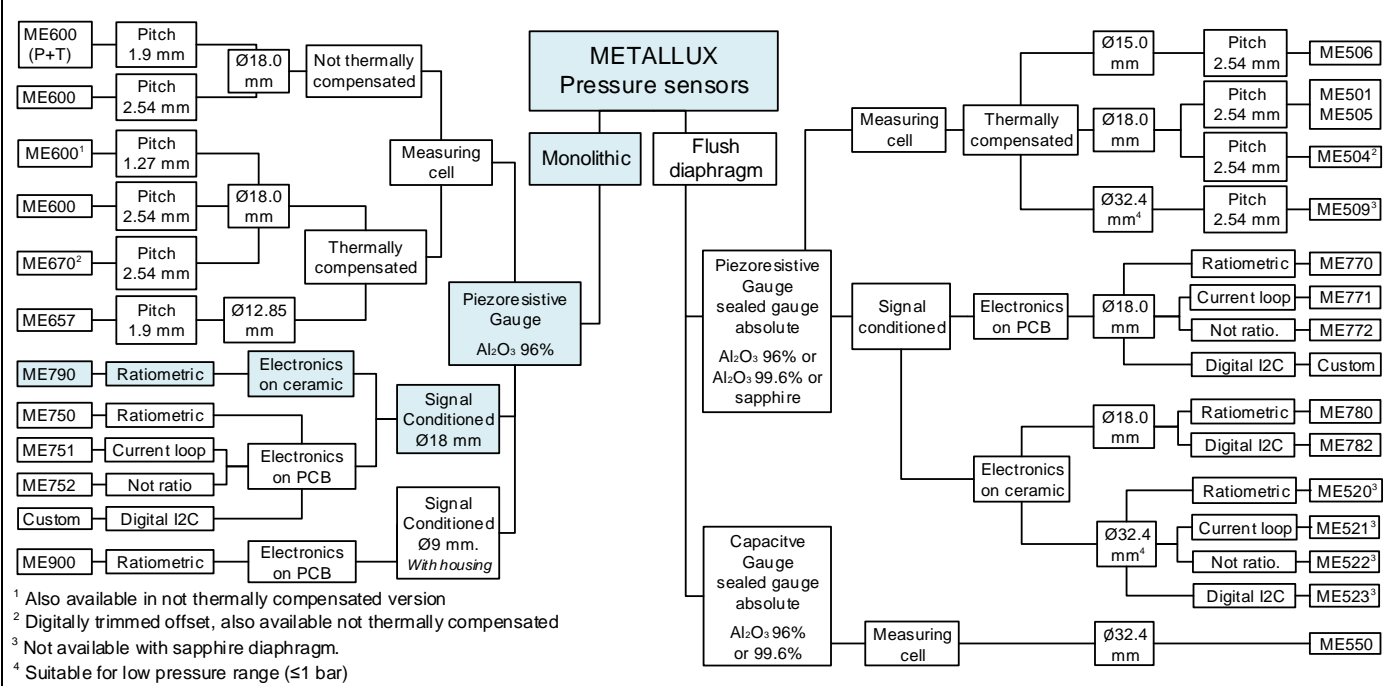 METALLUX
Pressure sensors
Monolithic
Flush
diaphragm
ME600
(P+T)
Pitch
1.9 mm
Ø18.0
mm
Not thermally
compensated
ME600
Pitch
2.54 mm
ME600¹
Pitch
1.27 mm
Measuring
cell
ME600
Pitch
2.54 mm
Ø18.0
mm
ME670²
Pitch
2.54 mm
Thermally
compensated
ME657
Pitch
1.9 mm
Ø12.85
mm
Piezoresistive
Gauge
Al₂O₃ 96%
ME790
Ratiometric
Electronics
on ceramic
Signal
Conditioned
Ø18 mm
ME750
Ratiometric
ME751
Current loop
Electronics
on PCB
ME752
Not ratio
Custom
Digital I2C
Signal
Conditioned
Ø9 mm.
With housing
ME900
Ratiometric
Electronics
on PCB
¹ Also available in not thermally compensated version
² Digitally trimmed offset, also available not thermally compensated
³ Not available with sapphire diaphragm.
⁴ Suitable for low pressure range (≤1 bar)
Piezoresistive
Gauge
sealed gauge
absolute
Al₂O₃ 96% or
Al₂O₃ 99.6% or
sapphire
Measuring
cell
Thermally
compensated
Ø15.0
mm
Pitch
2.54 mm
ME506
Ø18.0
mm
Pitch
2.54 mm
ME501
ME505
Pitch
2.54 mm
ME504²
Ø32.4
mm⁴
Pitch
2.54 mm
ME509³
Signal
conditioned
Electronics
on PCB
Ø18.0
mm
Ratiometric
ME770
Current loop
ME771
Not ratio.
ME772
Digital I2C
Custom
Electronics
on ceramic
Ø18.0
mm
Ratiometric
ME780
Digital I2C
ME782
Ø32.4
mm⁴
Ratiometric
ME520³
Current loop
ME521³
Not ratio.
ME522³
Digital I2C
ME523³
Capacitve
Gauge
sealed gauge
absolute
Al₂O₃ 96%
or 99.6%
Measuring
cell
Ø32.4
mm
ME550